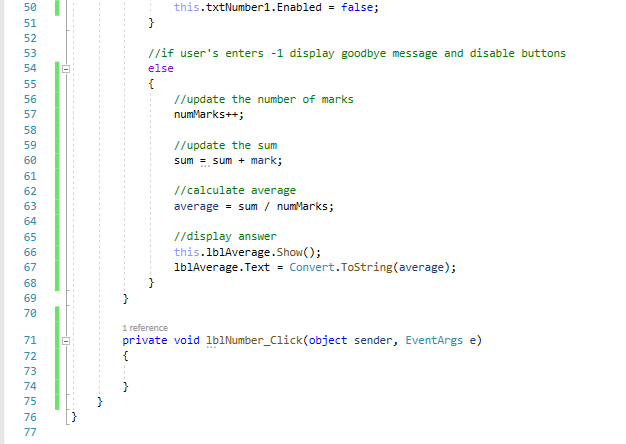 50 this.txtNumber1.Enabled = false;
51 }
52
53 //if user's enters -1 display goodbye message and disable buttons
54 else
55 {
56 //update the number of marks
57 numMarks++;
58
59 //update the sum
60 sum = sum + mark;
61
62 //calculate average
63 average = sum / numMarks;
64
65 //display answer
66 this.lblAverage.Show();
67 lblAverage.Text = Convert.ToString(average);
68 }
69 }
70
1 reference
71 private void lblNumber_Click(object sender, EventArgs e)
72 {
73
74 }
75 }
76 }
77